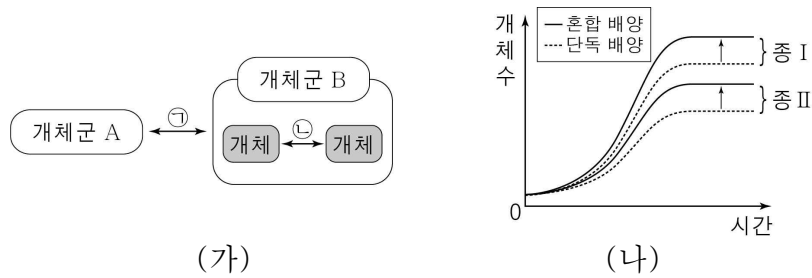 개체군 A
㉠
개체군 B
개체
㉡
개체
(가)
개체수
혼합 배양
단독 배양
종 Ⅰ
종 Ⅱ
0
시간
(나)